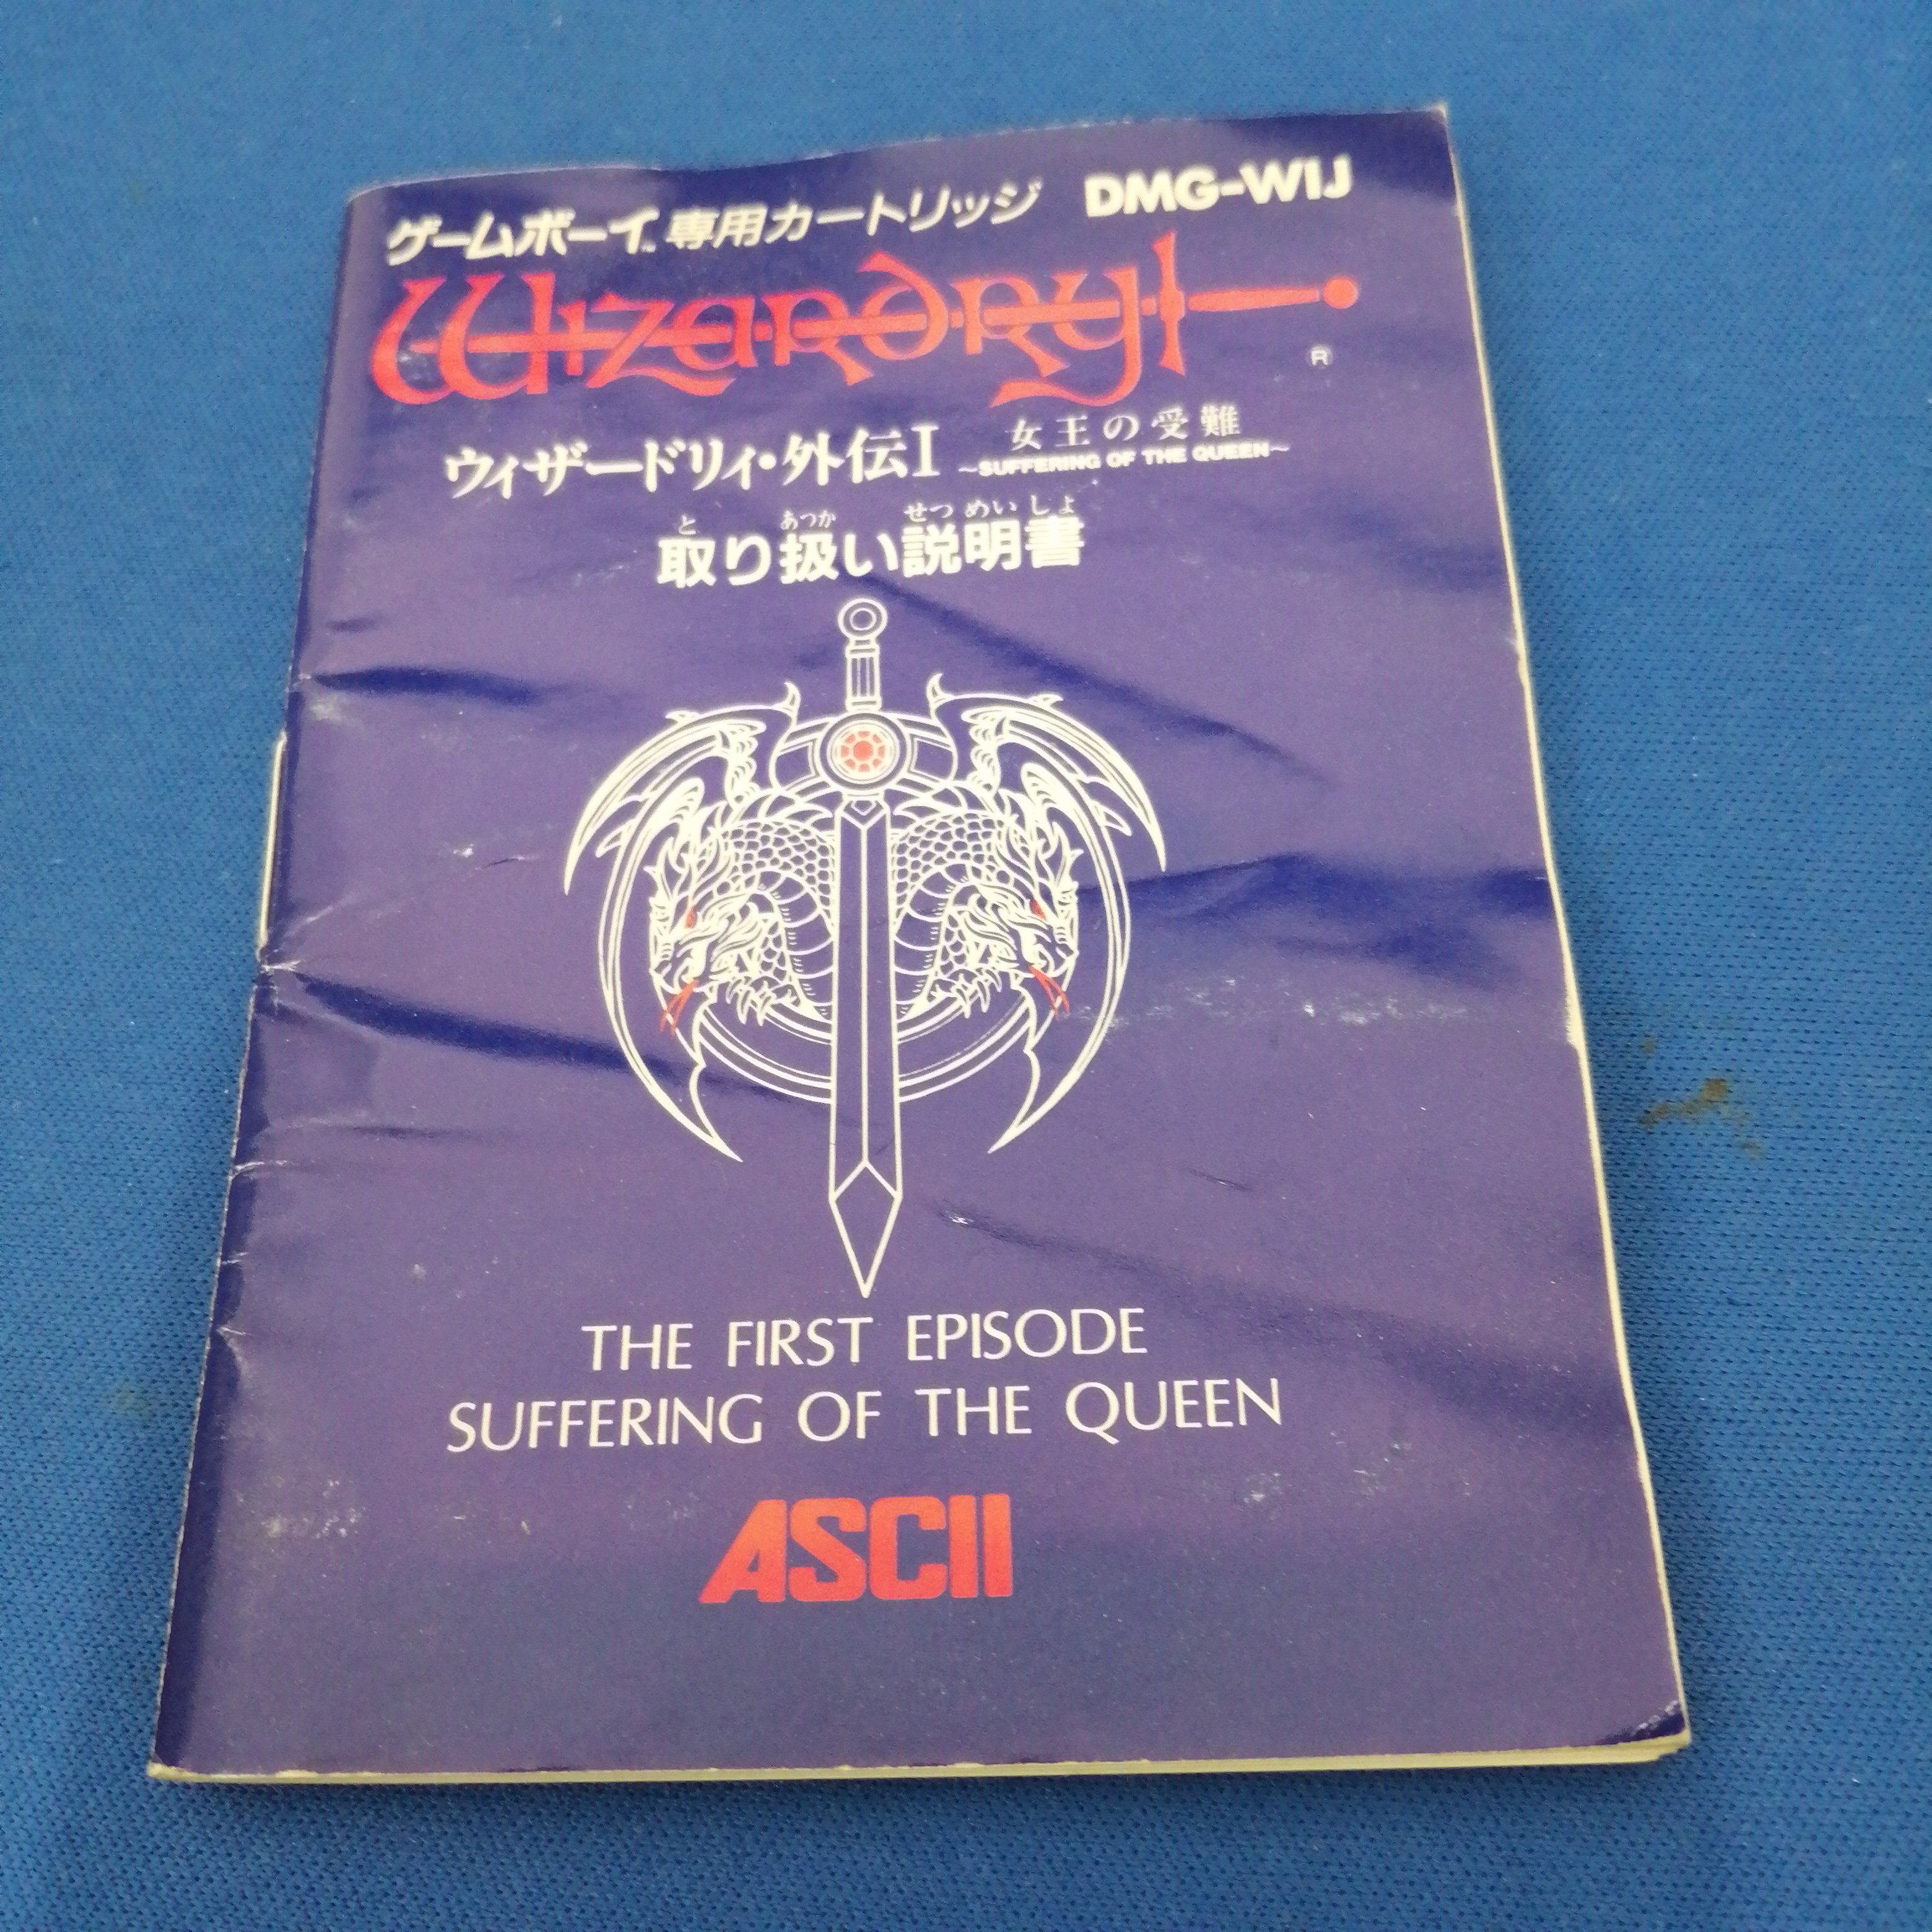 ゲームボーイ™専用カートリッジ DMG-WIJ
Wizardry
®
ウィザードリィ・外伝I 女王の受難
~SUFFERING OF THE QUEEN~
と あつか せつ めい しょ
取り扱い説明書
THE FIRST EPISODE
SUFFERING OF THE QUEEN
ASCII